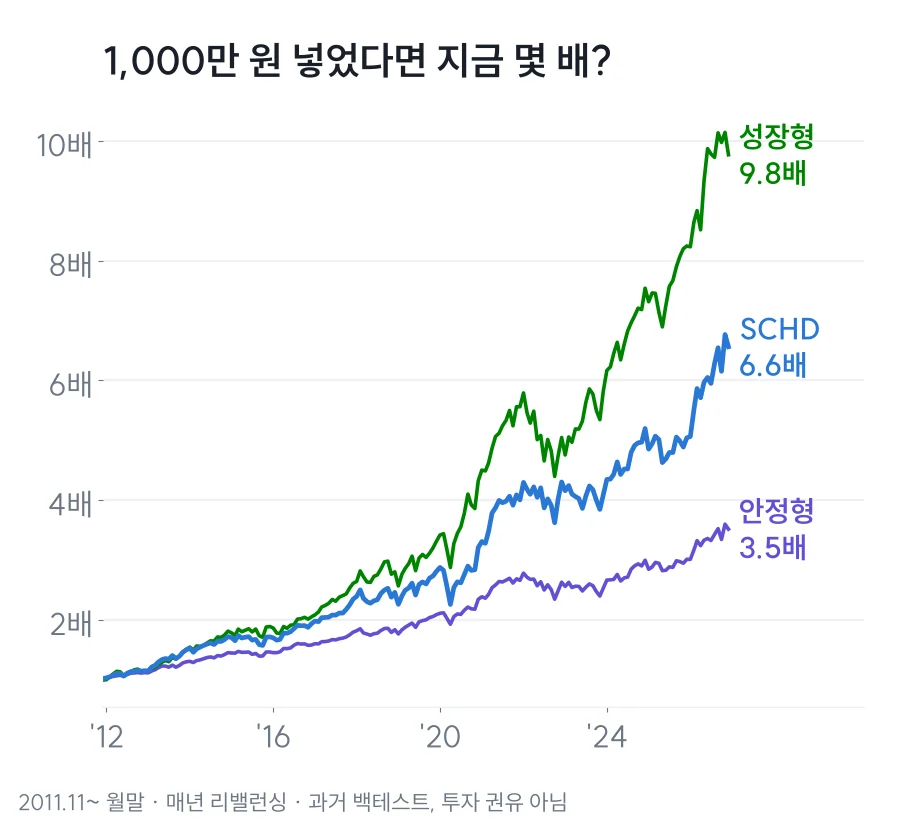 1,000만 원 넣었다면 지금 몇 배?
10배
8배
6배
4배
2배
성장형
9.8배
SCHD
6.6배
안정형
3.5배
'12
'16
'20
'24
2011.11~ 월말 · 매년 리밸런싱 · 과거 백테스트, 투자 권유 아님